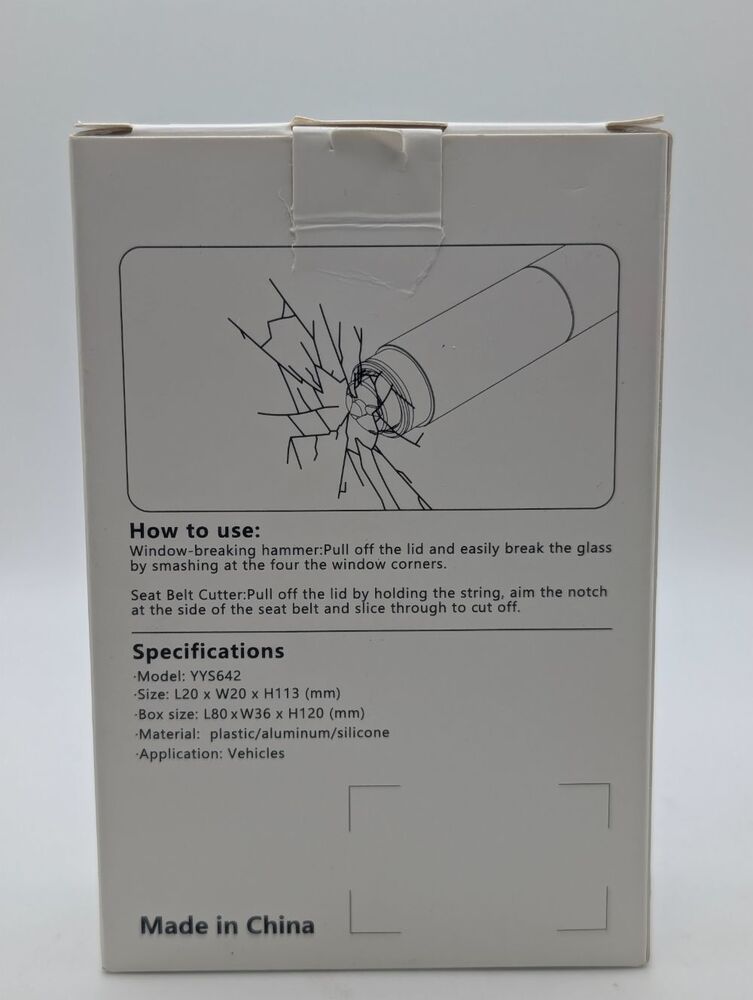 How to use:
Window-breaking hammer:Pull off the lid and easily break the glass
by smashing at the four the window corners.
Seat Belt Cutter:Pull off the lid by holding the string, aim the notch
at the side of the seat belt and slice through to cut off.
Specifications
·Model: YYS642
·Size: L20 x W20 x H113 (mm)
·Box size: L80 x W36 x H120 (mm)
·Material: plastic/aluminum/silicone
·Application: Vehicles
Made in China